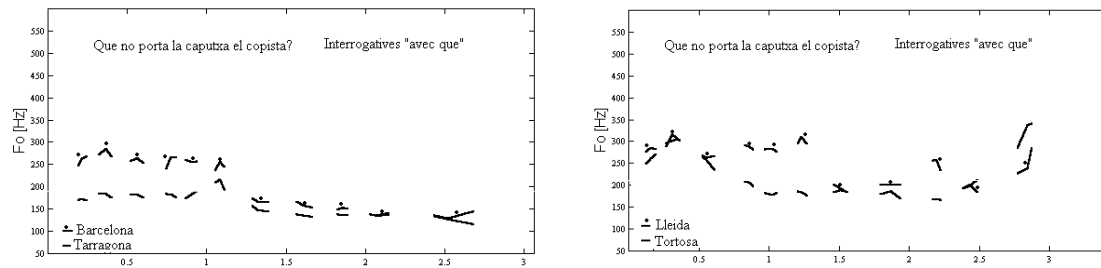 550
500
450
400
350
300
250
200
150
100
50
Fo [Hz]
Que no porta la caputxa el copista? Interrogatives "avec que"
Barcelona
Tarragona
0.5 1 1.5 2 2.5 3
550
500
450
400
350
300
250
200
150
100
50
Fo [Hz]
Que no porta la caputxa el copista? Interrogatives "avec que"
Lleida
Tortosa
0.5 1 1.5 2 2.5 3